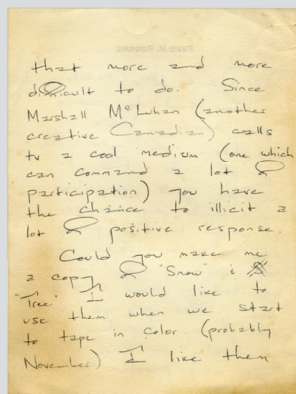 that more and more
difficult to do. Since
Marshall McLuhan (another
creative Canadian) calls
tv a cool medium (one which
can command a lot of
participation) you have
the chance to illicit a
lot of positive response.
Could you make me
a copy of "Snow" &
"Tree" I would like to
use them when we start
to tape in color (probably
November) I like them